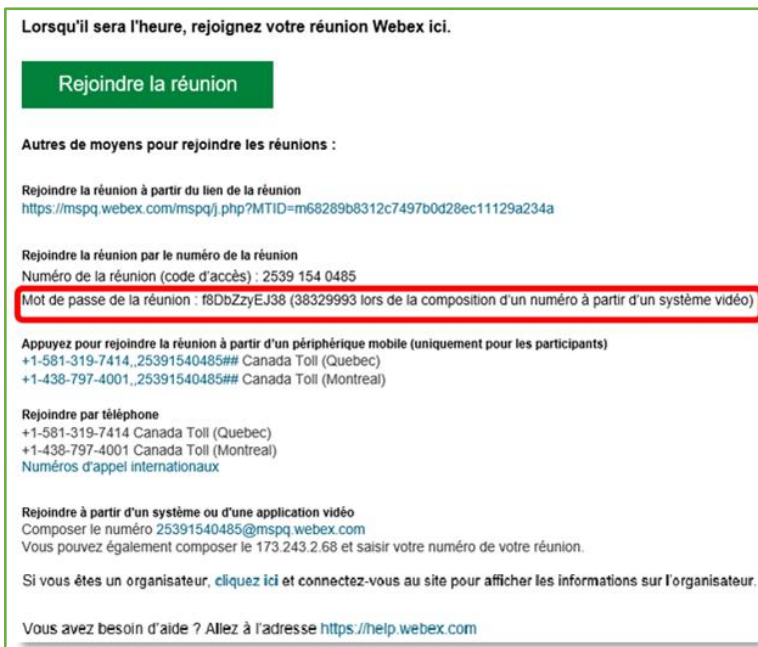 Lorsqu'il sera l'heure, rejoignez votre réunion Webex ici.
Rejoindre la réunion
Autres de moyens pour rejoindre les réunions :
Rejoindre la réunion à partir du lien de la réunion
https://mspq.webex.com/mspq/j.php?MTID=m68289b8312c7497b0d28ec11129a234a
Rejoindre la réunion par le numéro de la réunion
Numéro de la réunion (code d'accès) : 2539 154 0485
Mot de passe de la réunion : f8DbZzyEJ38 (38329993 lors de la composition d'un numéro à partir d'un système vidéo)
Appuyez pour rejoindre la réunion à partir d'un périphérique mobile (uniquement pour les participants)
+1-581-319-7414,,25391540485## Canada Toll (Quebec)
+1-438-797-4001,,25391540485## Canada Toll (Montreal)
Rejoindre par téléphone
+1-581-319-7414 Canada Toll (Quebec)
+1-438-797-4001 Canada Toll (Montreal)
Numéros d'appel internationaux
Rejoindre à partir d'un système ou d'une application vidéo
Composer le numéro 25391540485@mspq.webex.com
Vous pouvez également composer le 173.243.2.68 et saisir votre numéro de votre réunion.
Si vous êtes un organisateur, cliquez ici et connectez-vous au site pour afficher les informations sur l'organisateur.
Vous avez besoin d'aide ? Allez à l'adresse https://help.webex.com